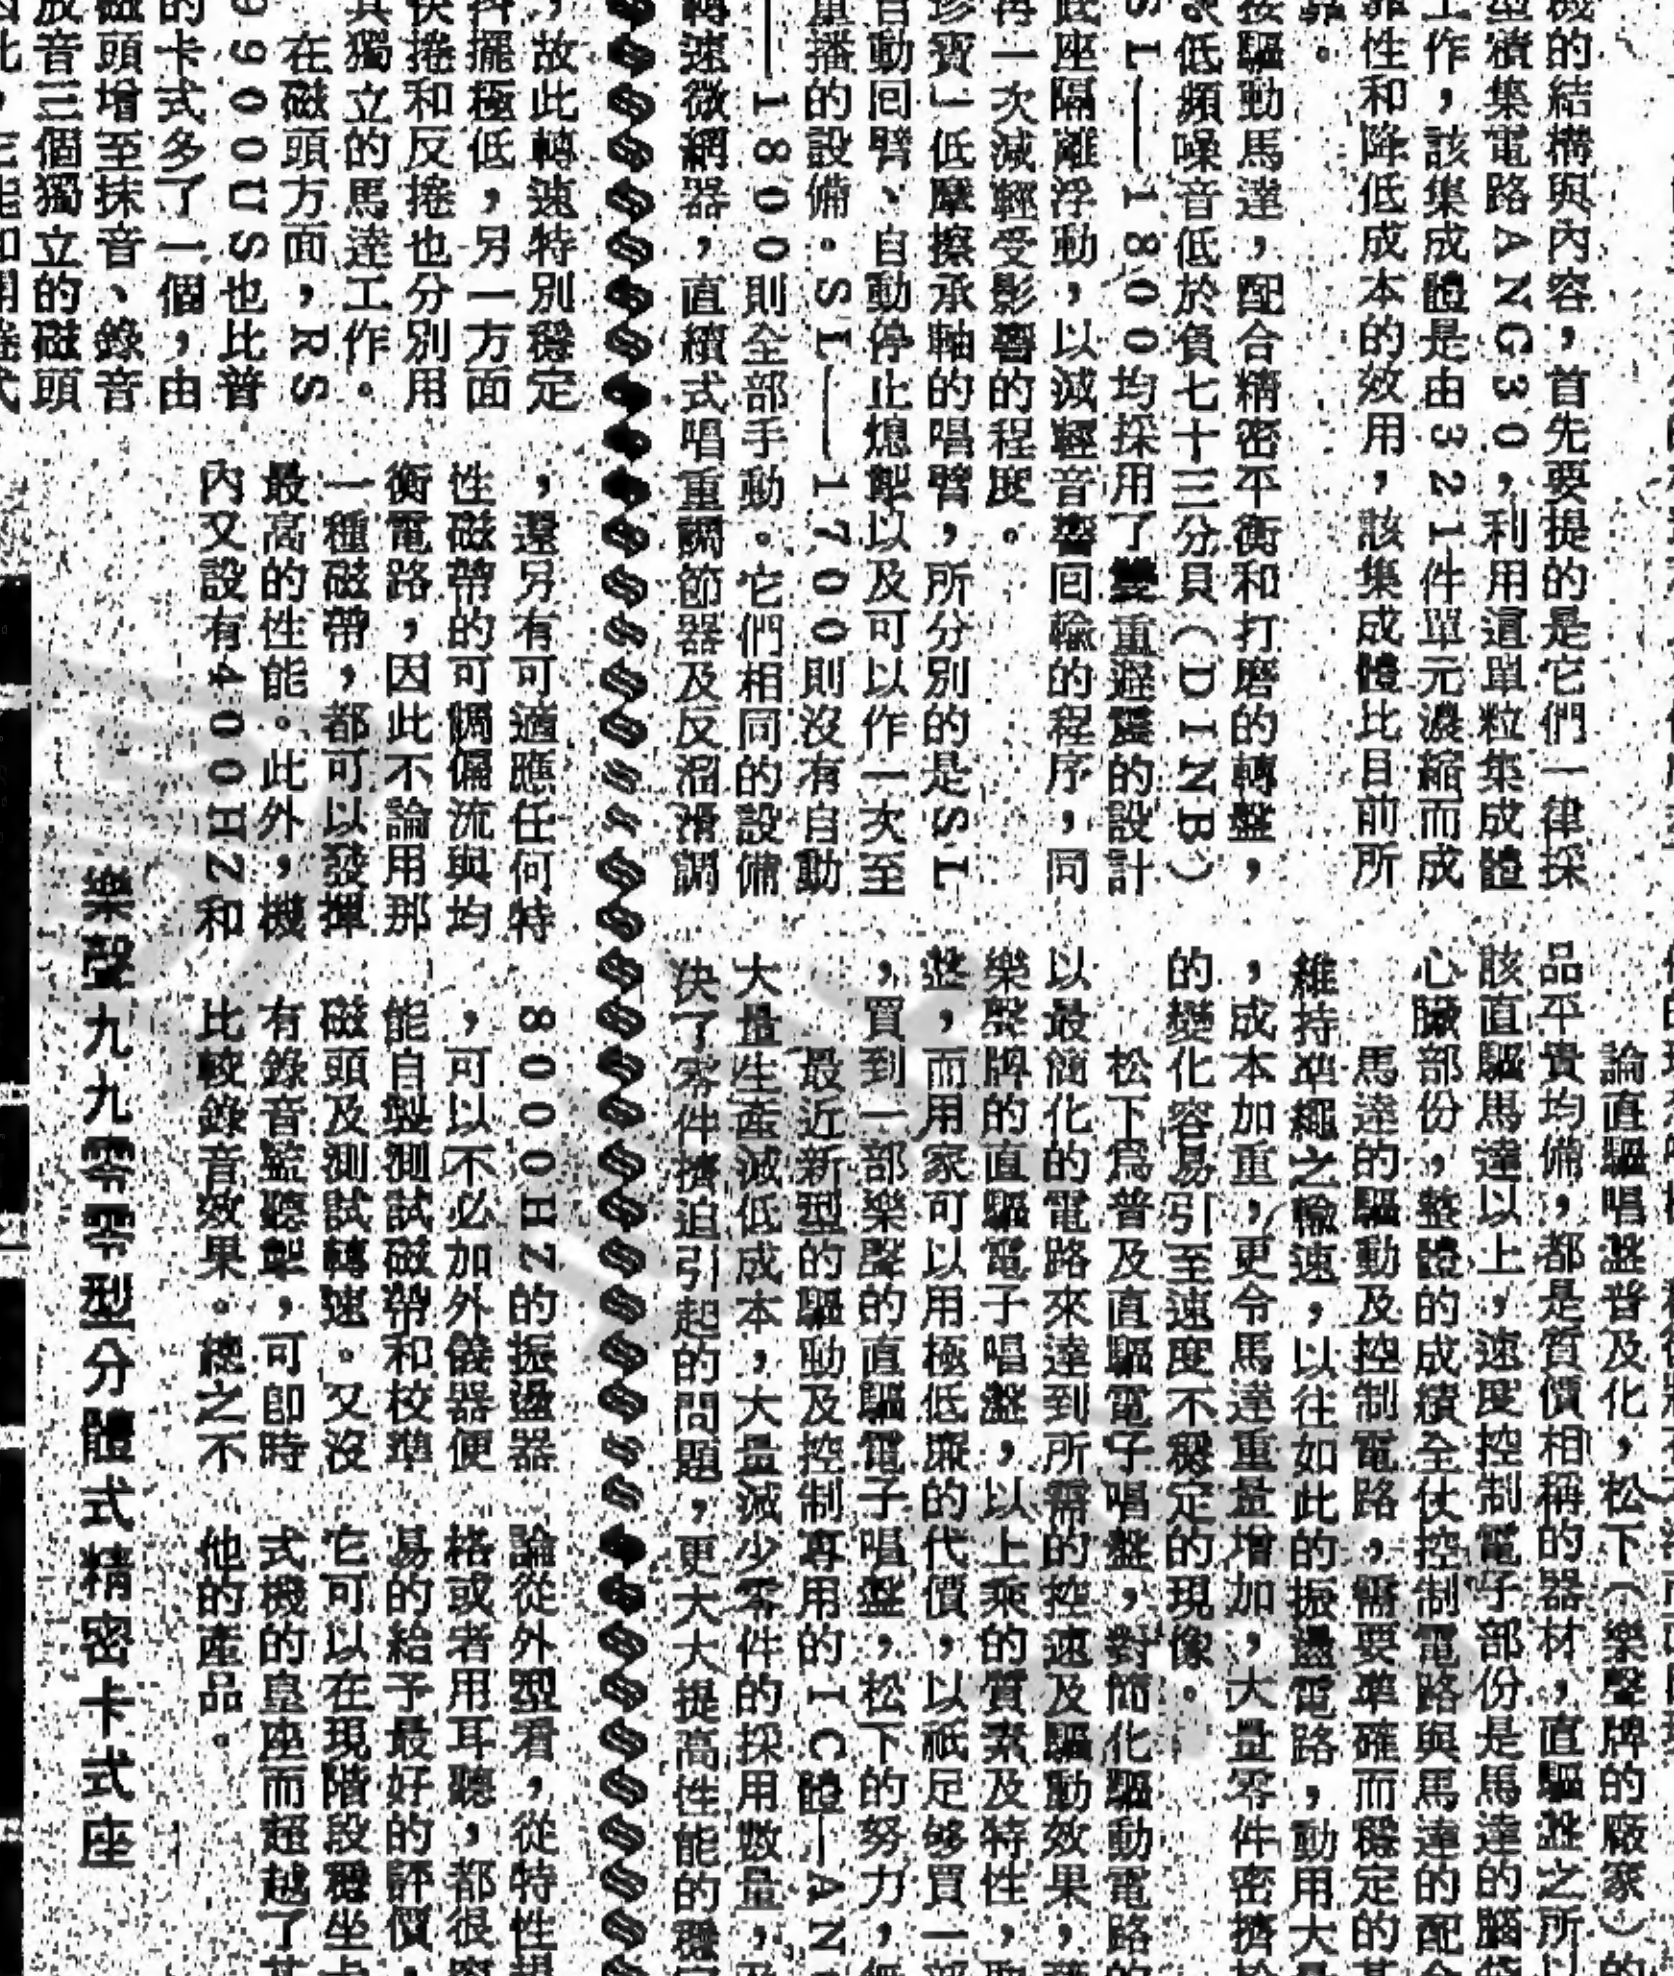 機的結構與內容，首先要提的是它們一律採
型積集電路ANG30，利用這單粒集成體
工作，該集成體是由321件單元濃縮而成
性和降低成本的效用，該集成體比目前所
。
接驅動馬達，配合精密平衡和打磨的轉盤，
低頻噪音低於負七十三分貝（DINB）
SL—1800均採用了雙重避震的設計
底座隔離浮動，以減輕音響回輸的程序，同
再一次減輕受影響的程度。
珍寶」低摩擦承軸的唱臂，所分別的是SL
自動回臂、自動停止熄掣以及可以作一次至
重播的設備。SL—1700則沒有自動
—1800則全部手動。它們相同的設備
轉速微網器，直續式唱重調節器及反溜滑調
論直驅唱盤普及化，松下（樂聲牌的廠家）的
品平貴均備，都是質價相稱的器材，直驅盤之所以
該直驅馬達以上，速度控制電子部份是馬達的腦袋
心臟部份，整體的成績全仗控制電路與馬達的配合
馬達的驅動及控制電路，需要準確而穩定的基
維持準繩之輪速，以往如此的振盪電路，動用大量
，成本加重，更令馬達重量增加，大量零件密擠於
的變化容易引至速度不穩定的現像。
松下爲普及直驅電子唱盤，對簡化驅動電路的
以最簡化的電路來達到所需的控速及驅動效果，
樂聲牌的直驅電子唱盤，以上乘的質素及特性，
盤，而用家可以用極低廉的代價，以祇足够買一部
，買到一部樂聲的直驅電子唱盤，松下的努力，
最近新型的驅動及控制專用的IC體—AN
大量生產減低成本，大量減少零件的採用數量，
決了零件擠迫引起的問題，更大大提高性能的穩定
，故此轉速特別穩定
抖擺極低，另一方面
快捲和反捲也分別用
其獨立的馬達工作。
在磁頭方面，RS
9900US也比普
的卡式多了一個，由
磁頭增至抹音、錄音
放音三個獨立的磁頭
，還另有可適應任何特
性磁帶的可調偏流與均
衡電路，因此不論用那
一種磁帶，都可以發揮
最高的性能。此外，機
內又設有400HZ和
8000HZ的振盪器
，可以不必加外儀器便
能自製測試磁帶和校準
磁頭及測試轉速。又沒
有錄音監聽掣，可卽時
比較錄音效果。總之不
論從外型看，從特性規
格或者用耳聽，都很容
易的給予最好的評價，
它可以在現階段穩坐卡
式機的皇座而超越了其
他的產品。
樂聲九九零零型分體式精密卡式座